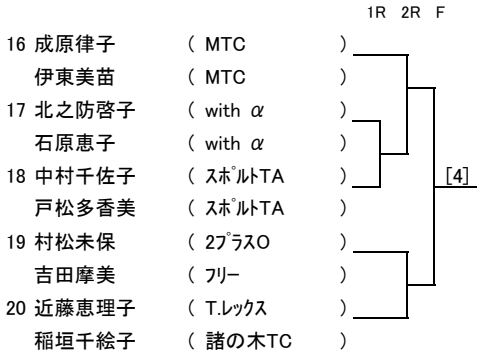 1R 2R F
16 成原律子 ( MTC )
伊東美苗 ( MTC )
17 北之防啓子 ( with α )
石原恵子 ( with α )
18 中村千佐子 ( スポルトTA )
[4]
戸松多香美 ( スポルトTA )
19 村松未保 ( 2プラスO )
吉田摩美 ( フリー )
20 近藤恵理子 ( T.レックス )
稲垣千絵子 ( 諸の木TC )